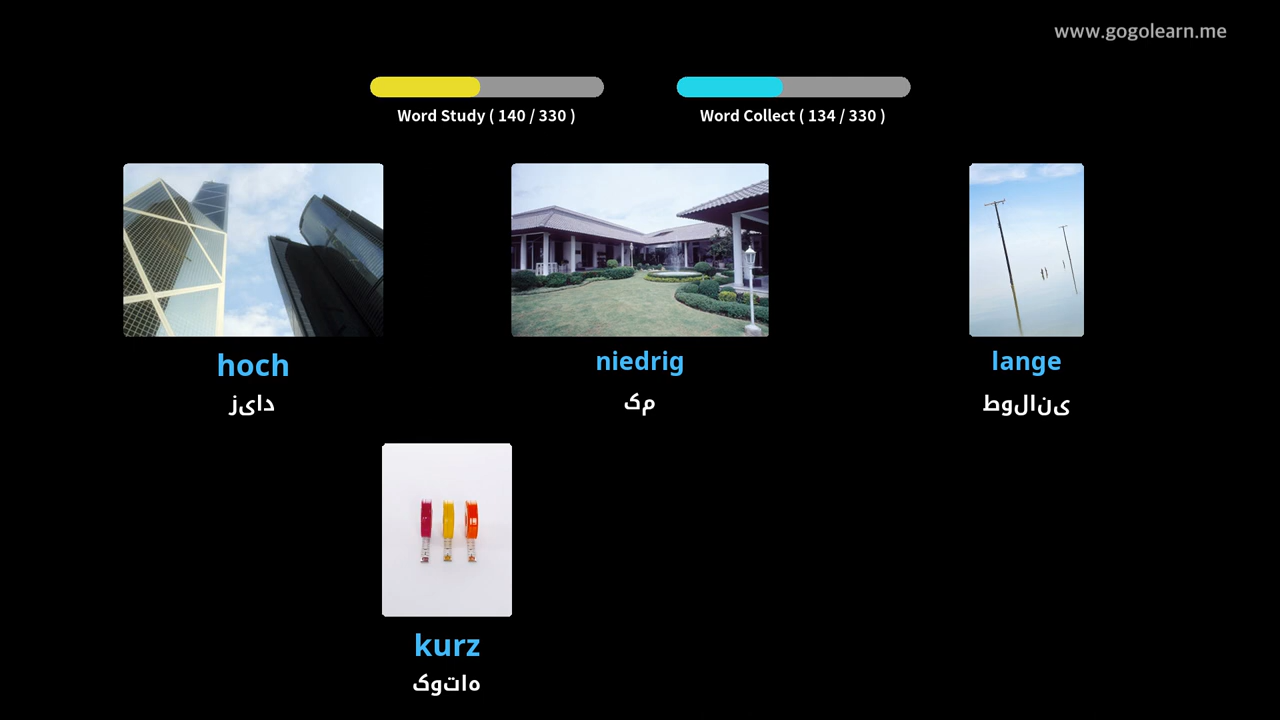 www.gogolearn.me
Word Study ( 140 / 330 )
Word Collect ( 134 / 330 )
hoch
زیاد
niedrig
کم
lange
طولانی
kurz
کوتاه